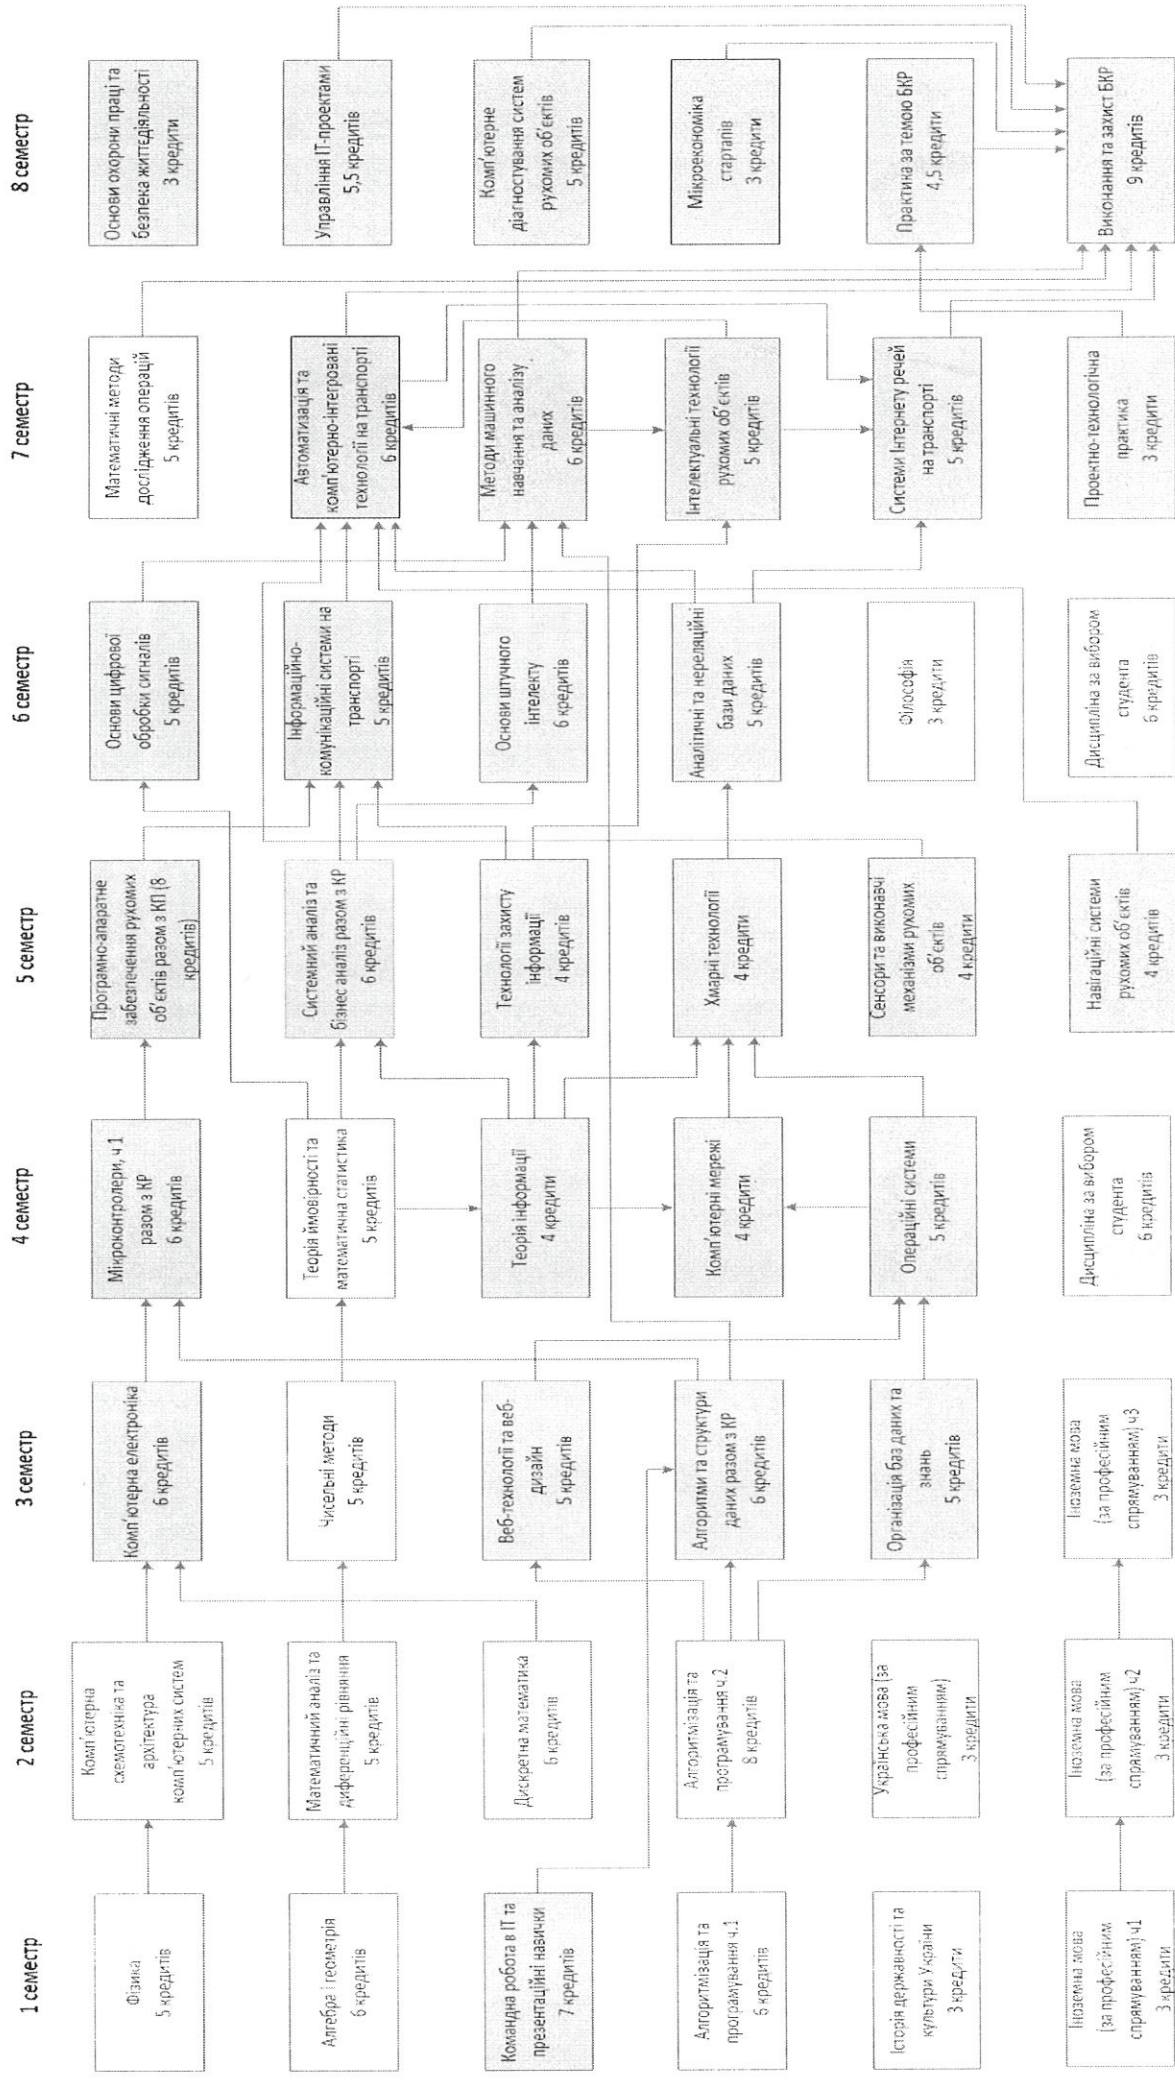 1 семестр
Фізика
5 кредитів
Алгебра і геометрія
6 кредитів
Командна робота в ІТ та
презентаційні навички
7 кредитів
Алгоритмізація та
програмування ч.1
6 кредитів
Історія державності та
культури України
3 кредити
Іноземна мова
(за професійним
спрямуванням) ч1
3 кредити
2 семестр
Комп'ютерна
схемотехніка та
архітектура
комп'ютерних систем
5 кредитів
Математичний аналіз та
диференційні рівняння
5 кредитів
Дискретна математика
6 кредитів
Алгоритмізація та
програмування ч.2
8 кредитів
Українська мова (за
професійним
спрямуванням)
3 кредити
Іноземна мова
(за професійним
спрямуванням) ч2
3 кредити
3 семестр
Комп'ютерна електроніка
6 кредитів
Чисельні методи
5 кредитів
Веб-технології та веб-
дизайн
5 кредитів
Алгоритми та структури
даних разом з КР
6 кредитів
Організація баз даних та
знань
5 кредитів
Іноземна мова
(за професійним
спрямуванням) ч3
3 кредити
4 семестр
Мікроконтролери, ч 1
разом з КР
6 кредитів
Теорія ймовірності та
математична статистика
5 кредитів
Теорія інформації
4 кредити
Комп'ютерні мережі
4 кредити
Операційні системи
5 кредитів
Дисципліна за вибором
студента
6 кредитів
5 семестр
Програмно-апаратне
забезпечення рухомих
об'єктів разом з КП (8
кредитів)
Системний аналіз та
бізнес аналіз разом з КР
6 кредитів
Технології захисту
інформації
4 кредити
Хмарні технології
4 кредити
Сенсори та виконавчі
механізми рухомих
об'єктів
4 кредити
Навігаційні системи
рухомих об'єктів
4 кредити
6 семестр
Основи цифрової
обробки сигналів
5 кредитів
Інформаційно-
комунікаційні системи на
транспорті
5 кредитів
Основи штучного
інтелекту
6 кредитів
Аналітичні та нереляційні
бази даних
5 кредитів
Філософія
3 кредити
Дисципліна за вибором
студента
6 кредитів
7 семестр
Математичні методи
дослідження операцій
5 кредитів
Автоматизація та
комп'ютерно-інтегровані
технології на транспорті
6 кредитів
Методи машинного
навчання та аналізу
даних
6 кредитів
Інтелектуальні технології
рухомих об'єктів
5 кредитів
Системи Інтернету речей
на транспорті
5 кредитів
Проектно-технологічна
практика
3 кредити
8 семестр
Основи охорони праці та
безпека життєдіяльності
3 кредити
Управління ІТ-проектами
5,5 кредитів
Комп'ютерне
діагностування систем
рухомих об'єктів
5 кредитів
Мікроекономіка
стартапів
3 кредити
Практика за темою БКР
4,5 кредити
Виконання та захист БКР
9 кредитів